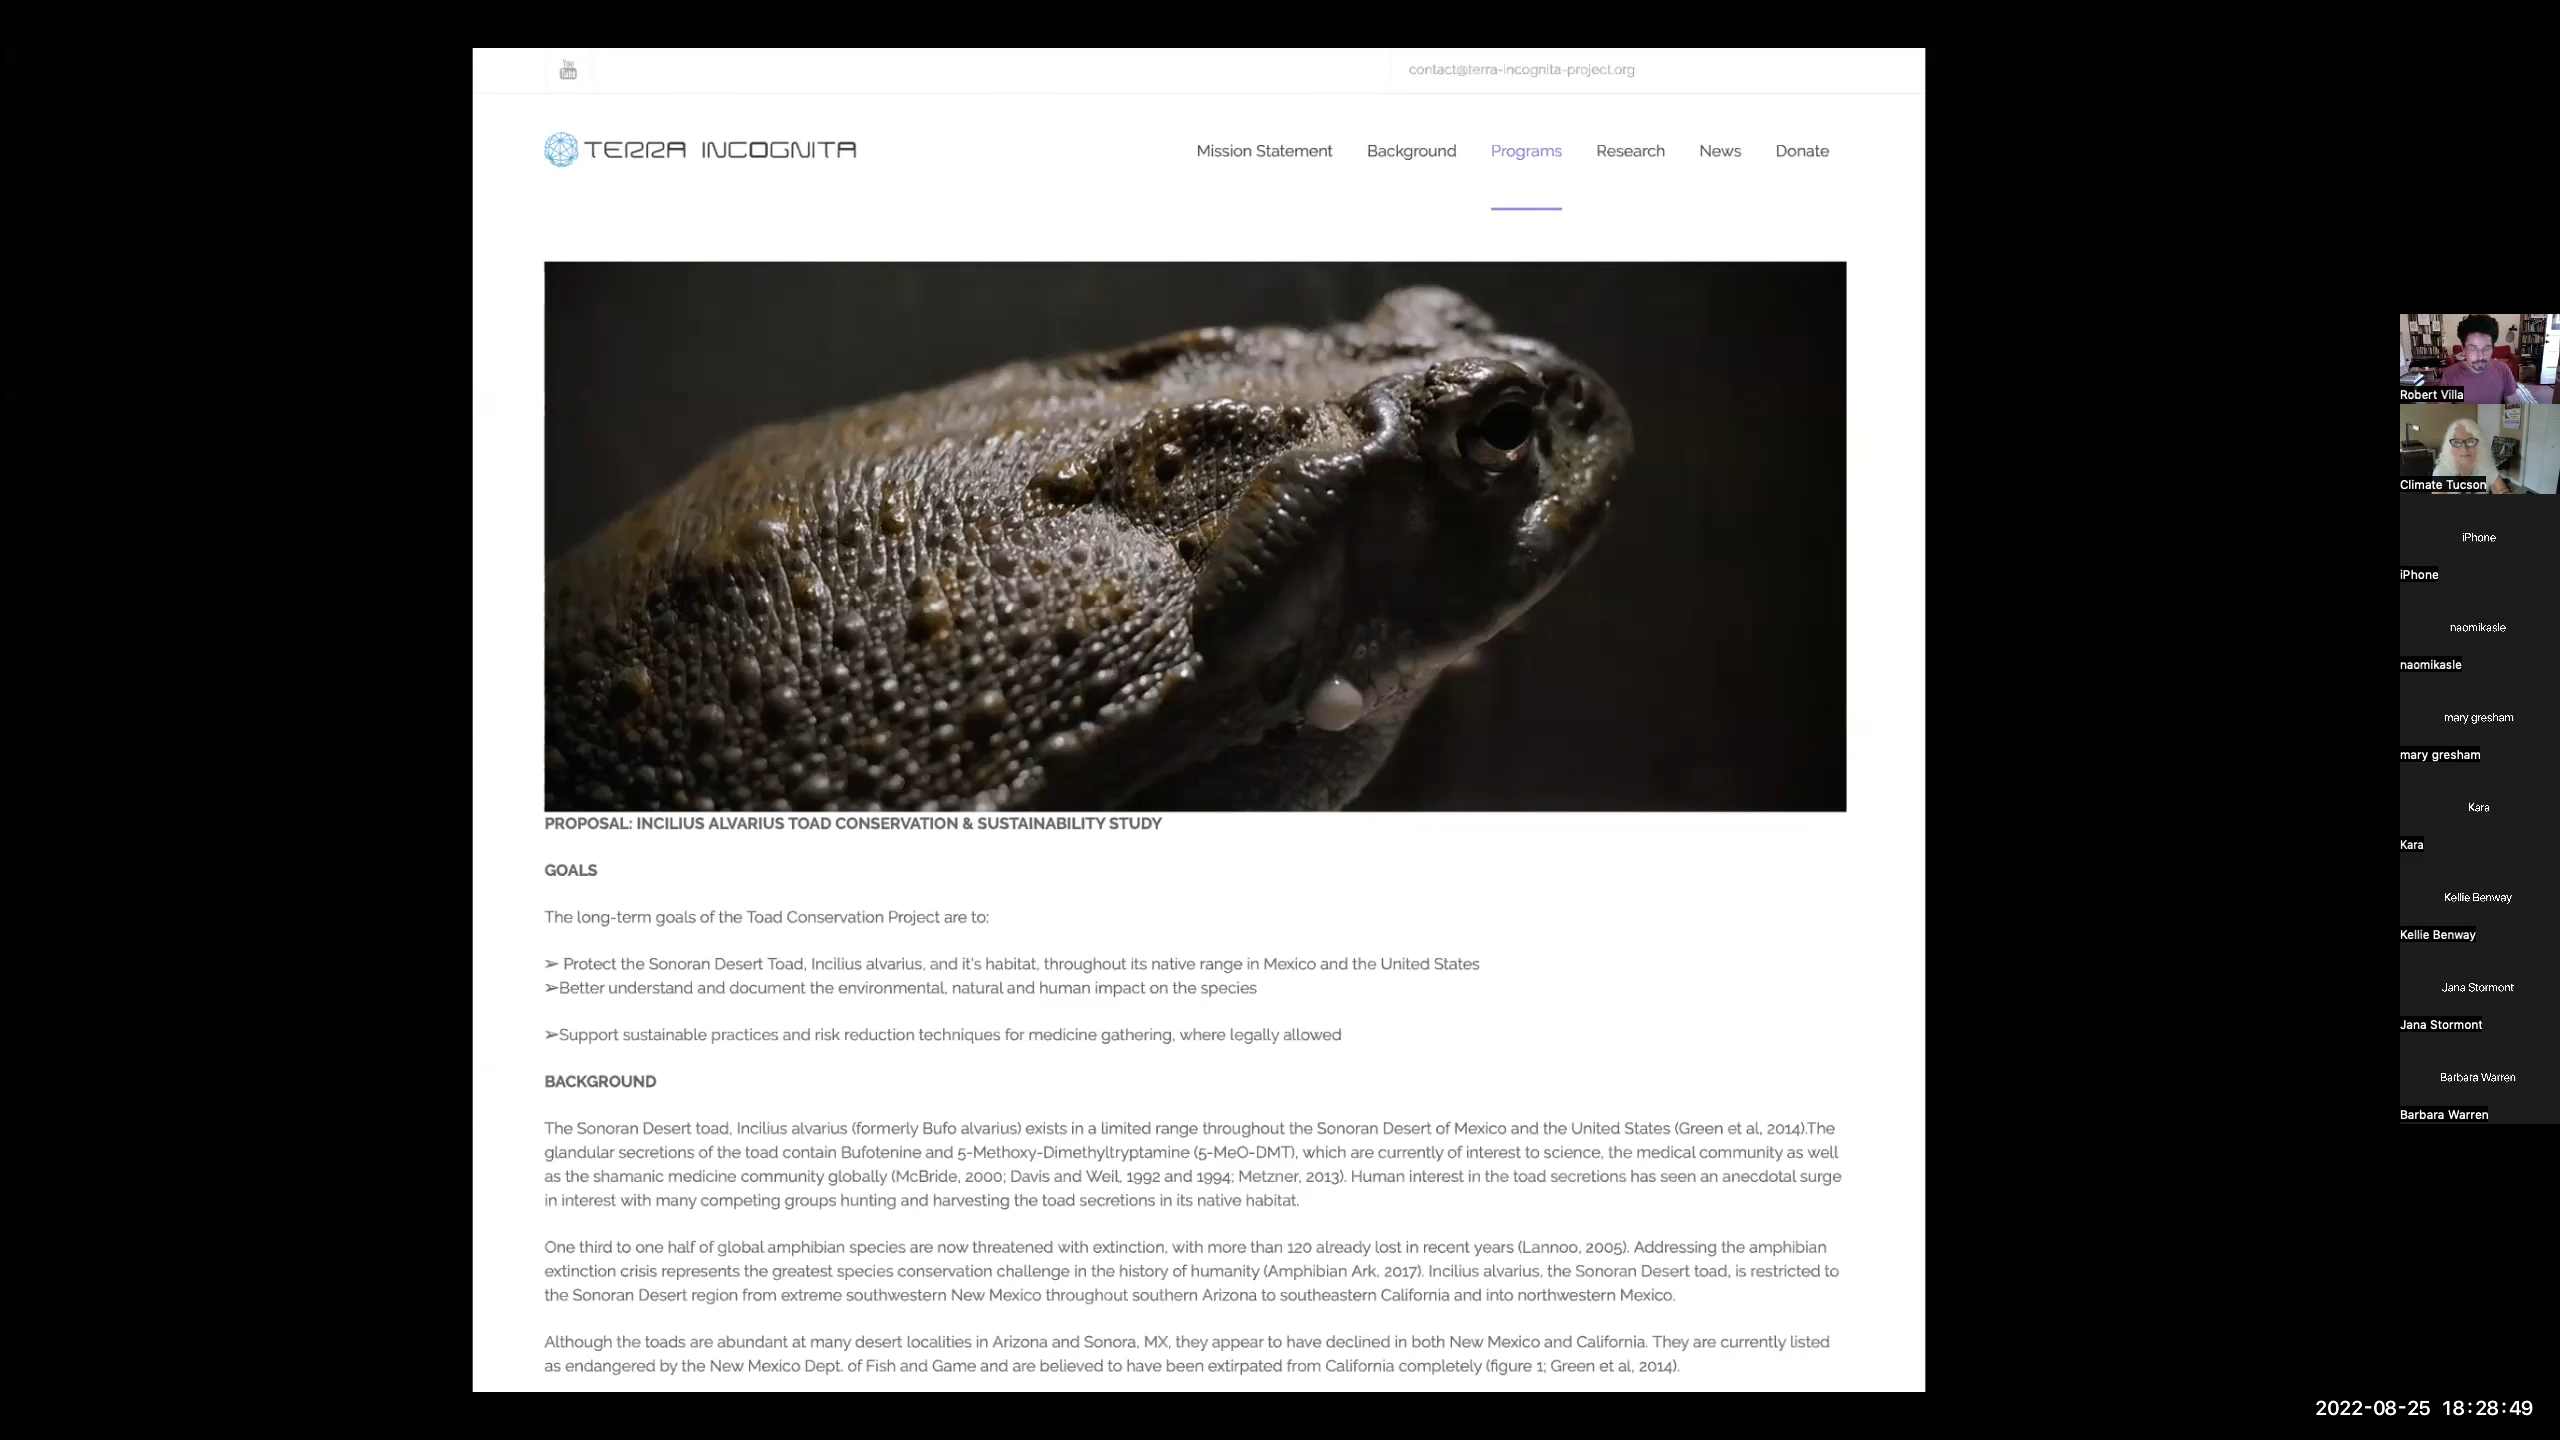 You
Tube
contact@terra-incognita-project.org
TERRA INCOGNITA
Mission Statement Background Programs Research News Donate
PROPOSAL: INCILIUS ALVARIUS TOAD CONSERVATION & SUSTAINABILITY STUDY
GOALS
The long-term goals of the Toad Conservation Project are to:
➢ Protect the Sonoran Desert Toad, Incilius alvarius, and it's habitat, throughout its native range in Mexico and the United States
➢Better understand and document the environmental, natural and human impact on the species
➢Support sustainable practices and risk reduction techniques for medicine gathering, where legally allowed
BACKGROUND
The Sonoran Desert toad, Incilius alvarius (formerly Bufo alvarius) exists in a limited range throughout the Sonoran Desert of Mexico and the United States (Green et al, 2014).The
glandular secretions of the toad contain Bufotenine and 5-Methoxy-Dimethyltryptamine (5-MeO-DMT), which are currently of interest to science, the medical community as well
as the shamanic medicine community globally (McBride, 2000; Davis and Weil, 1992 and 1994; Metzner, 2013). Human interest in the toad secretions has seen an anecdotal surge
in interest with many competing groups hunting and harvesting the toad secretions in its native habitat.
One third to one half of global amphibian species are now threatened with extinction, with more than 120 already lost in recent years (Lannoo, 2005). Addressing the amphibian
extinction crisis represents the greatest species conservation challenge in the history of humanity (Amphibian Ark, 2017). Incilius alvarius, the Sonoran Desert toad, is restricted to
the Sonoran Desert region from extreme southwestern New Mexico throughout southern Arizona to southeastern California and into northwestern Mexico.
Although the toads are abundant at many desert localities in Arizona and Sonora, MX, they appear to have declined in both New Mexico and California. They are currently listed
as endangered by the New Mexico Dept. of Fish and Game and are believed to have been extirpated from California completely (figure 1; Green et al, 2014).
Robert Villa
Climate Tucson
iPhone
iPhone
naomikasle
naomikasle
mary gresham
mary gresham
Kara
Kara
Kellie Benway
Kellie Benway
Jana Stormont
Jana Stormont
Barbara Warren
Barbara Warren
2022-08-25 18:28:49